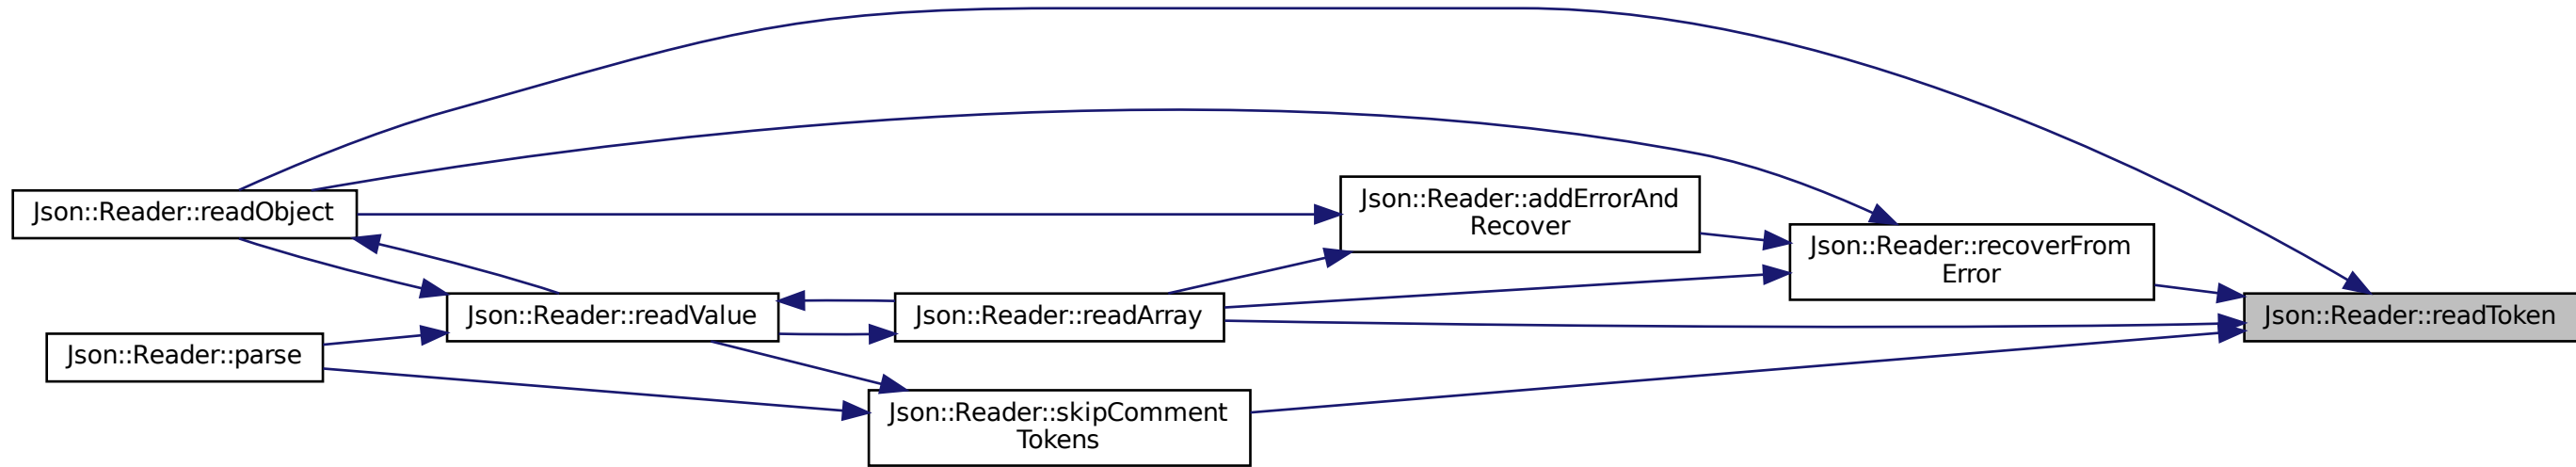 Json::Reader::readObject
Json::Reader::parse
Json::Reader::readValue
Json::Reader::readArray
Json::Reader::skipComment
Tokens
Json::Reader::addErrorAnd
Recover
Json::Reader::recoverFrom
Error
Json::Reader::readToken